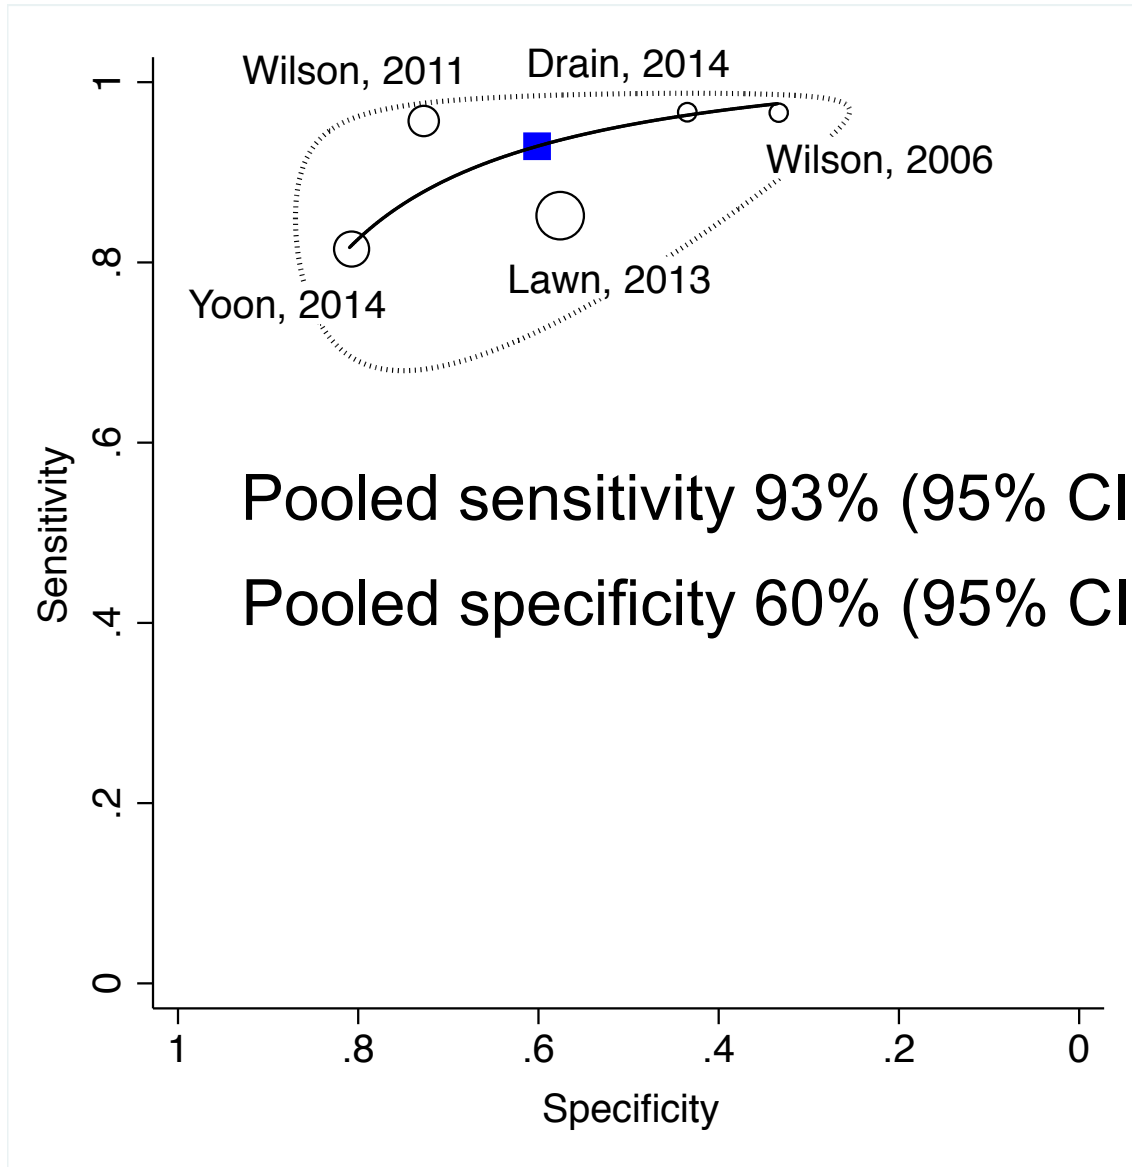 Wilson, 2011
Drain, 2014
Wilson, 2006
Lawn, 2013
Yoon, 2014
Pooled sensitivity 93% (95% CI
Pooled specificity 60% (95% CI
Sensitivity
1
.8
.6
.4
.2
0
1 .8 .6 .4 .2 0
Specificity